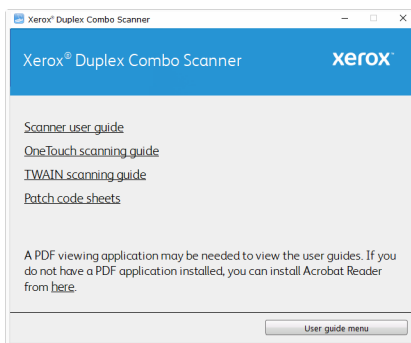 Xerox® Duplex Combo Scanner
Xerox® Duplex Combo Scanner
xerox™
Scanner user guide
OneTouch scanning guide
TWAIN scanning guide
Patch code sheets
A PDF viewing application may be needed to view the user guides. If you
do not have a PDF application installed, you can install Acrobat Reader
from here.
User guide menu